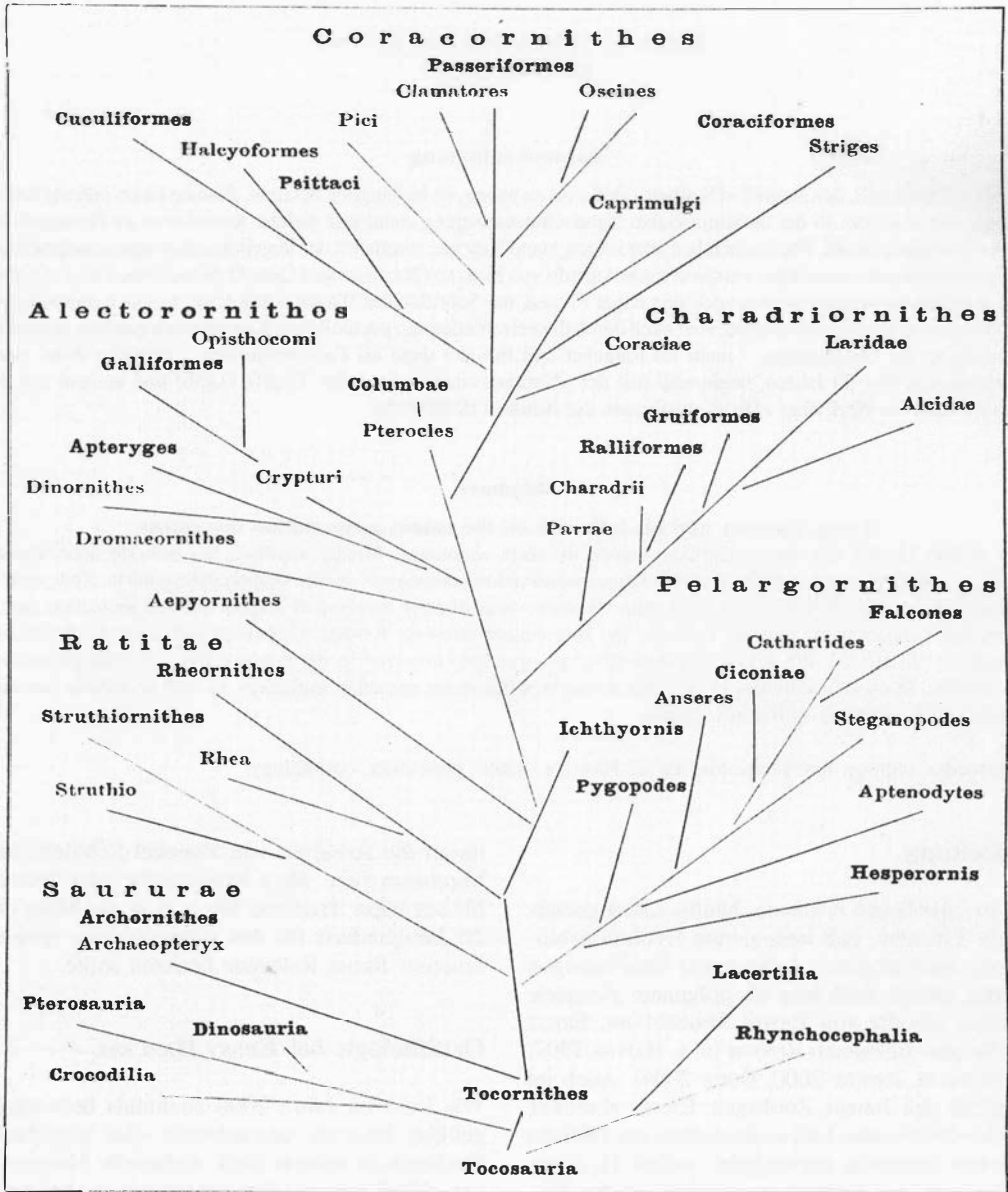 Coracornithes
Passeriformes
Clamatores
Oscines
Cuculiformes
Pici
Coraciformes
Halcyoformes
Striges
Psittaci
Caprimulgi
Alectorornithes
Charadriornithes
Opisthocomi
Coraciae
Laridae
Galliformes
Columbae
Gruiformes
Alcidae
Pterocles
Apteryges
Ralliformes
Crypturi
Dinornithes
Charadrii
Parrae
Dromaeornithes
Pelargornithes
Aepyornithes
Falcones
Ratitae
Cathartides
Rheornithes
Ciconiae
Anseres
Struthiornithes
Ichthyornis
Steganopodes
Rhea
Pygopodes
Struthio
Aptenodytes
Saururae
Hesperornis
Archornithes
Archaeopteryx
Lacertilia
Pterosauria
Dinosauria
Rhynocephalia
Crocodilia
Tocornithes
Tocosauria